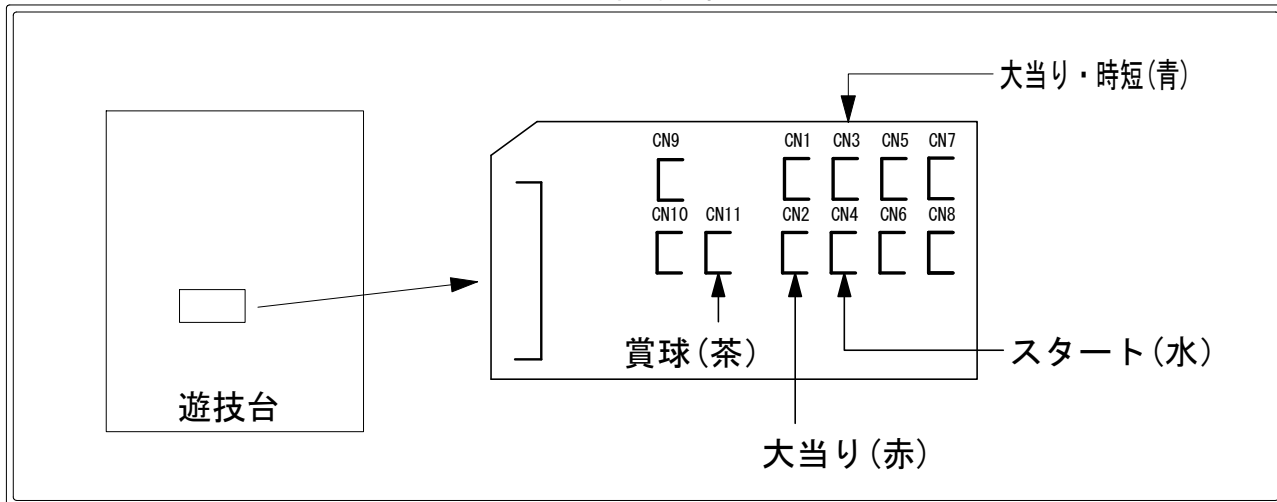 大当り・時短(青)
CN9 CN1 CN3 CN5 CN7
CN10 CN11 CN2 CN4 CN6 CN8
賞球(茶)
スタート(水)
遊技台
大当り(赤)